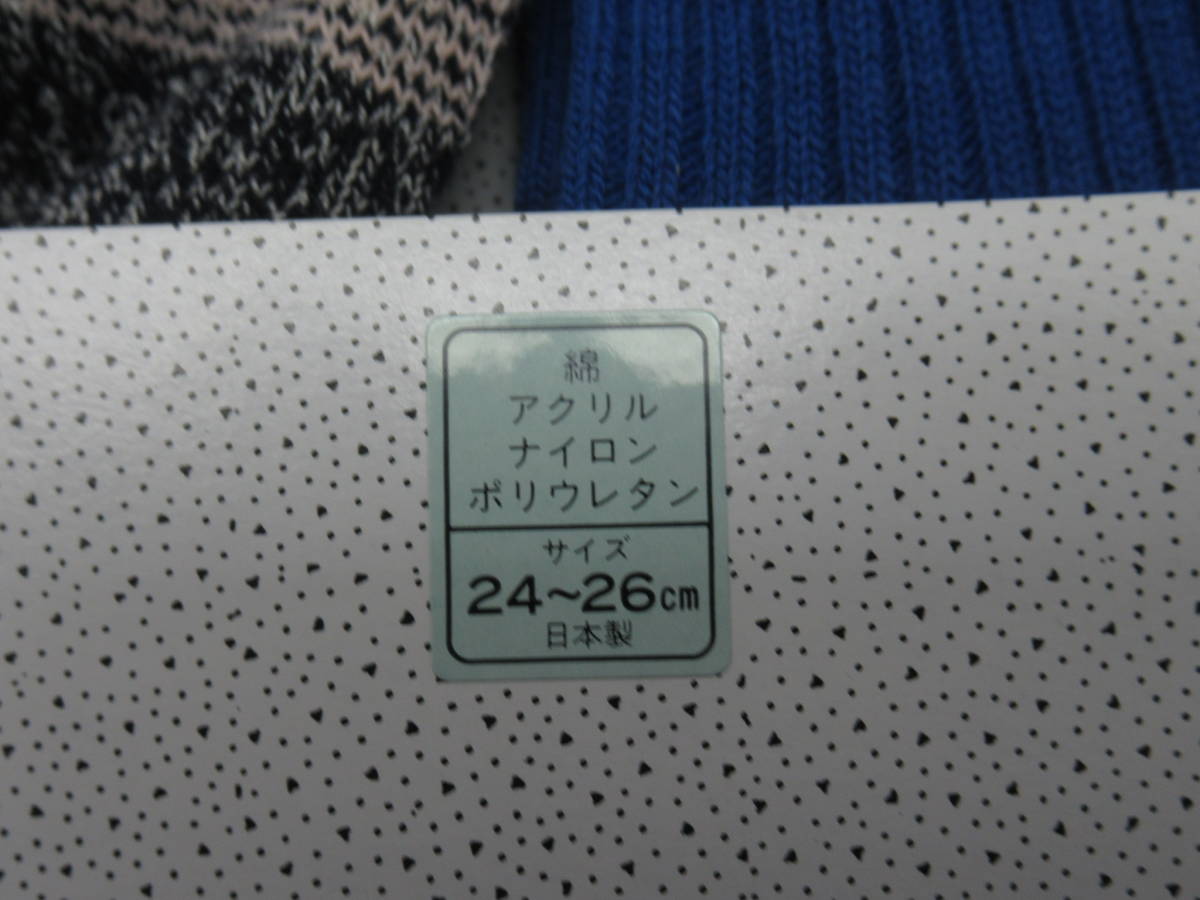 綿
アクリル
ナイロン
ポリウレタン
サイズ
24~26cm
日本製